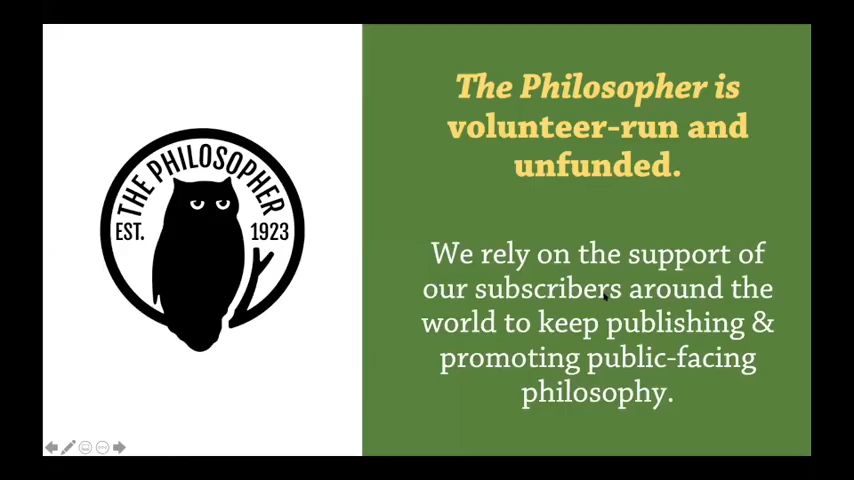 THE PHILOSOPHER
EST. 1923
The Philosopher is
volunteer-run and
unfunded.
We rely on the support of
our subscribers around the
world to keep publishing &
promoting public-facing
philosophy.